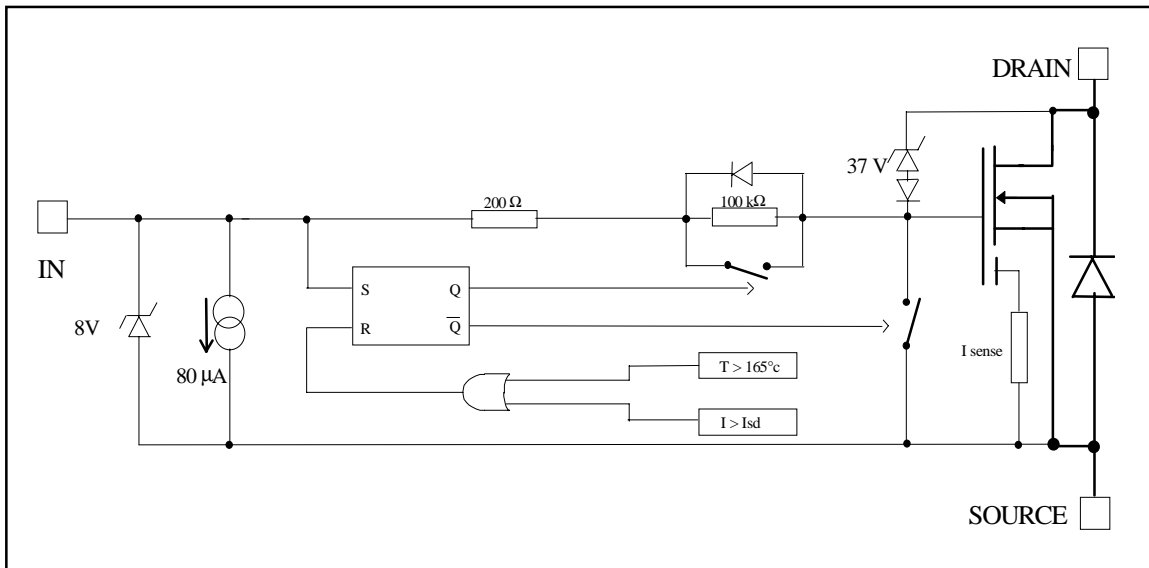 DRAIN
37 V
200 Ω
100 kΩ
IN
S
Q
R
Q̅
8V
80 μA
I sense
T > 165°c
I > Isd
SOURCE